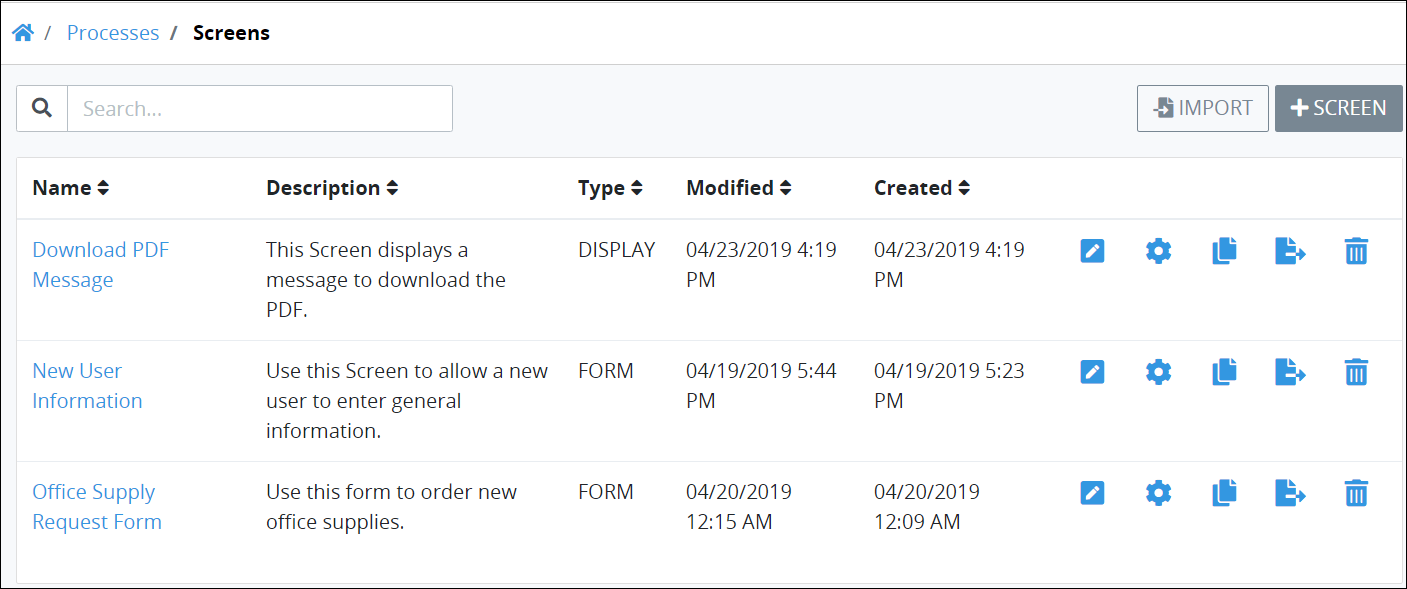 / Processes / Screens
Search...
IMPORT
SCREEN
Name Description Type Modified Created
Download PDF This Screen displays a DISPLAY 04/23/2019 4:19 04/23/2019 4:19
Message message to download the PM PM
PDF.
New User Use this Screen to allow a new FORM 04/19/2019 5:44 04/19/2019 5:23
Information user to enter general PM PM
information.
Office Supply Use this form to order new FORM 04/20/2019 04/20/2019
Request Form office supplies. 12:15 AM 12:09 AM